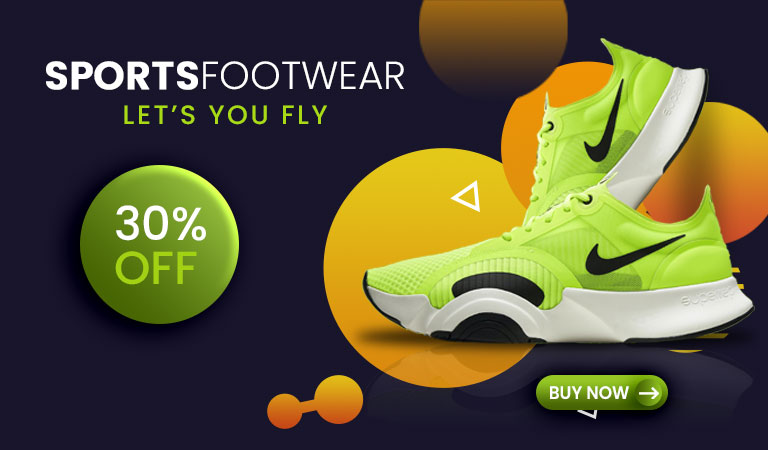 SPORTSFOOTWEAR
LET'S YOU FLY
30%
OFF
BUY NOW